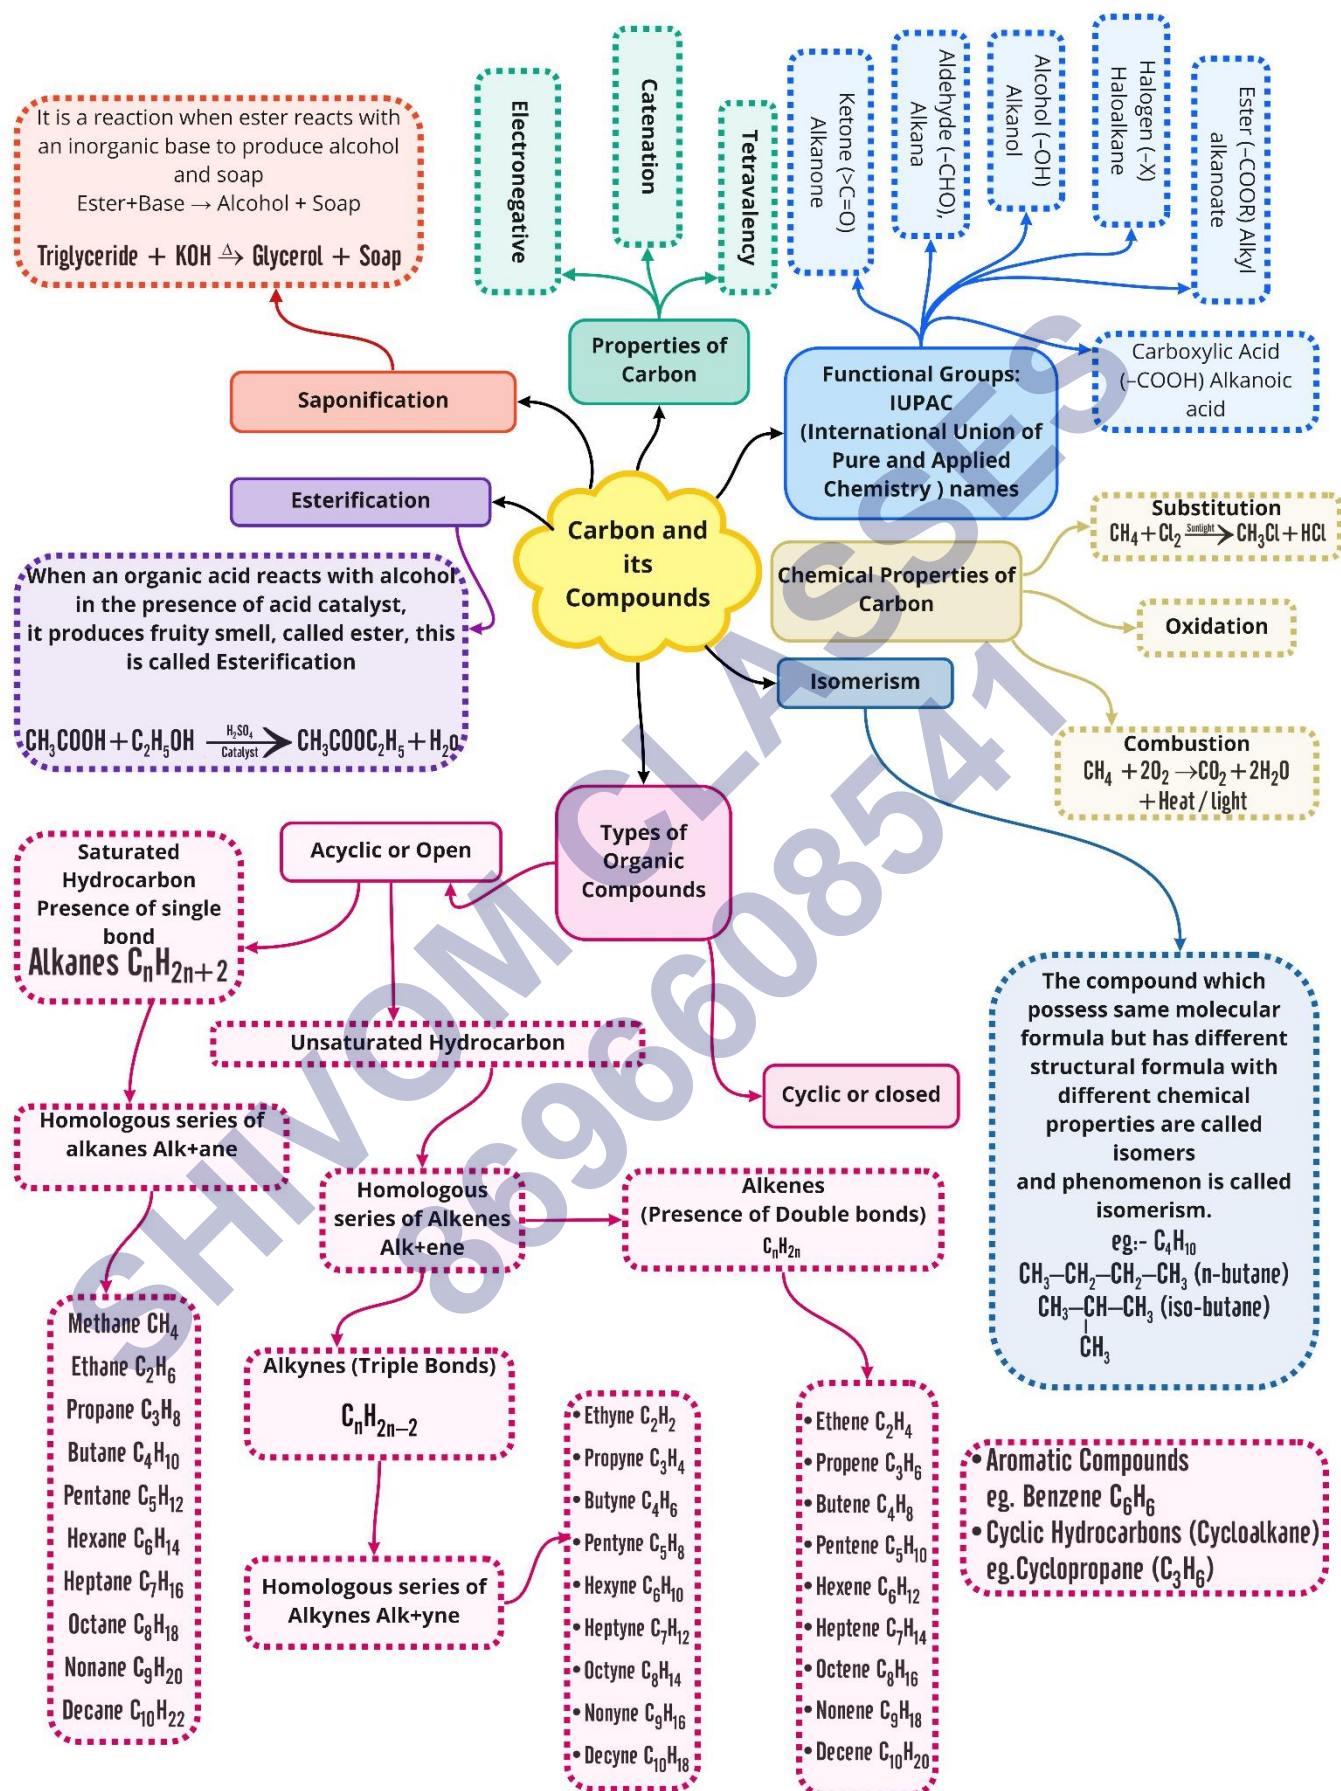 It is a reaction when ester reacts with
an inorganic base to produce alcohol
and soap
Ester+Base → Alcohol + Soap
Triglyceride + KOH –Δ→ Glycerol + Soap
Saponification
Electronegative
Catenation
Tetravalency
Properties of
Carbon
Ketone (>C=O)
Alkanone
Aldehyde (–CHO),
Alkana
Alcohol (–OH)
Alkanol
Halogen (–X)
Haloalkane
Ester (–COOR) Alkyl
alkanoate
Carboxylic Acid
(–COOH) Alkanoic
acid
Functional Groups:
IUPAC
(International Union of
Pure and Applied
Chemistry ) names
Esterification
When an organic acid reacts with alcohol
in the presence of acid catalyst,
it produces fruity smell, called ester, this
is called Esterification
CH₃COOH + C₂H₅OH –H₂SO₄ Catalyst→ CH₃COOC₂H₅ + H₂O
Carbon and
its
Compounds
Chemical Properties of
Carbon
Substitution
CH₄ + Cl₂ –Sunlight→ CH₃Cl + HCl
Oxidation
Combustion
CH₄ + 2O₂ → CO₂ + 2H₂O
+ Heat / light
Isomerism
The compound which
possess same molecular
formula but has different
structural formula with
different chemical
properties are called
isomers
and phenomenon is called
isomerism.
eg:- C₄H₁₀
CH₃–CH₂–CH₂–CH₃ (n-butane)
CH₃–CH–CH₃ (iso-butane)
|
CH₃
Types of
Organic
Compounds
Acyclic or Open
Saturated
Hydrocarbon
Presence of single
bond
Alkanes CₙH₂ₙ₊₂
Unsaturated Hydrocarbon
Cyclic or closed
Homologous series of
alkanes Alk+ane
Homologous
series of Alkenes
Alk+ene
Alkenes
(Presence of Double bonds)
CₙH₂ₙ
Methane CH₄
Ethane C₂H₆
Propane C₃H₈
Butane C₄H₁₀
Pentane C₅H₁₂
Hexane C₆H₁₄
Heptane C₇H₁₆
Octane C₈H₁₈
Nonane C₉H₂₀
Decane C₁₀H₂₂
Alkynes (Triple Bonds)
CₙH₂ₙ₋₂
Homologous series of
Alkynes Alk+yne
• Ethyne C₂H₂
• Propyne C₃H₄
• Butyne C₄H₆
• Pentyne C₅H₈
• Hexyne C₆H₁₀
• Heptyne C₇H₁₂
• Octyne C₈H₁₄
• Nonyne C₉H₁₆
• Decyne C₁₀H₁₈
• Ethene C₂H₄
• Propene C₃H₆
• Butene C₄H₈
• Pentene C₅H₁₀
• Hexene C₆H₁₂
• Heptene C₇H₁₄
• Octene C₈H₁₆
• Nonene C₉H₁₈
• Decene C₁₀H₂₀
• Aromatic Compounds
eg. Benzene C₆H₆
• Cyclic Hydrocarbons (Cycloalkane)
eg.Cyclopropane (C₃H₆)
SHIVOM CLASSES
8696608541